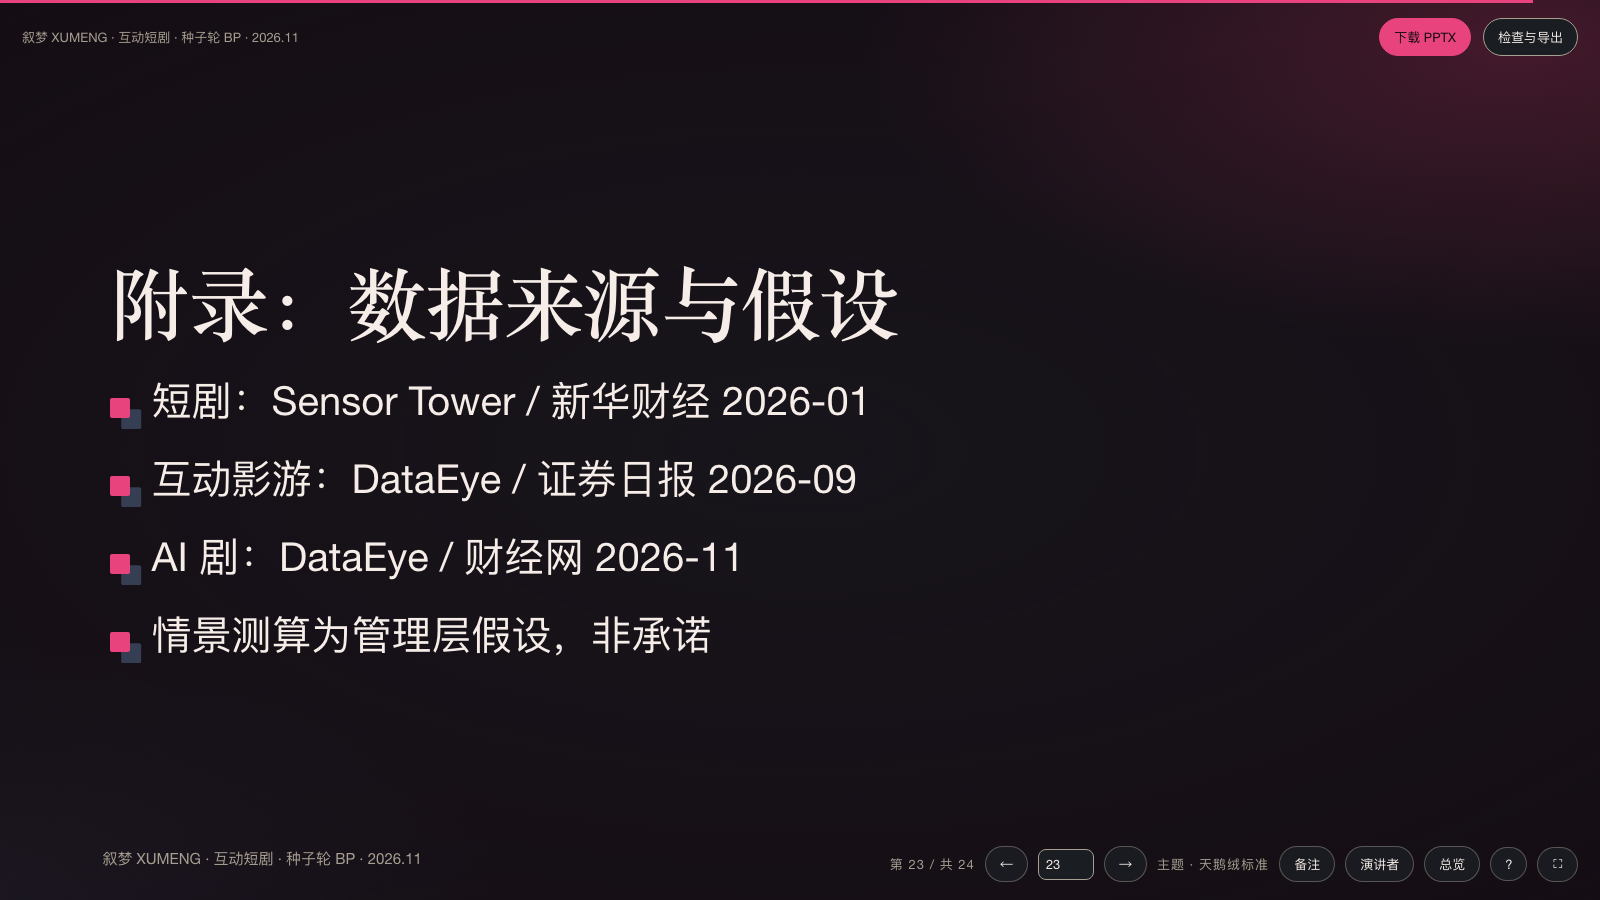 叙梦 XUMENG · 互动短剧 · 种子轮 BP · 2026.11
下载 PPTX
检查与导出
附录：数据来源与假设
短剧：Sensor Tower / 新华财经 2026-01
互动影游：DataEye / 证券日报 2026-09
AI 剧：DataEye / 财经网 2026-11
情景测算为管理层假设，非承诺
叙梦 XUMENG · 互动短剧 · 种子轮 BP · 2026.11
第 23 / 共 24
←
23
→
主题 · 天鹅绒标准
备注
演讲者
总览
?